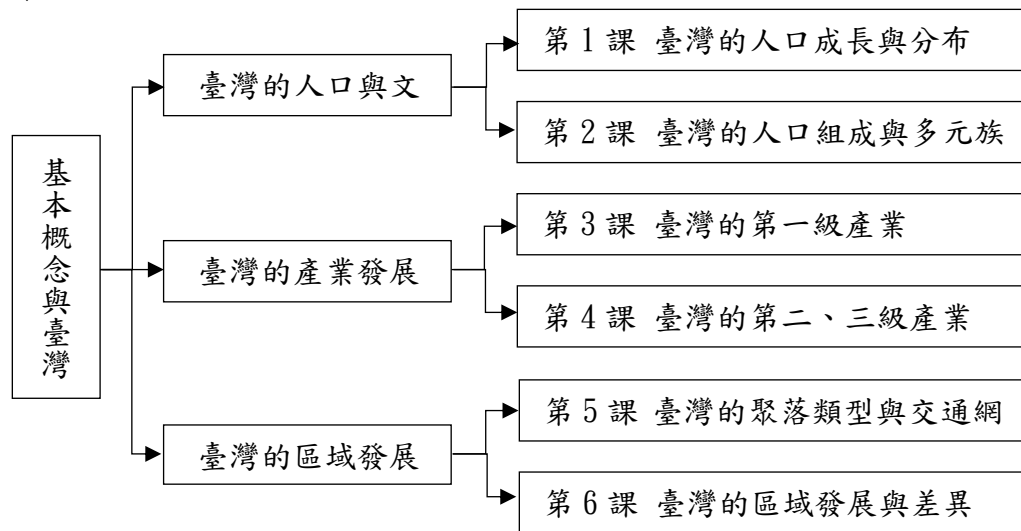 基本概念與臺灣
臺灣的人口與文
第 1 課 臺灣的人口成長與分布
第 2 課 臺灣的人口組成與多元族
臺灣的產業發展
第 3 課 臺灣的第一級產業
第 4 課 臺灣的第二、三級產業
臺灣的區域發展
第 5 課 臺灣的聚落類型與交通網
第 6 課 臺灣的區域發展與差異